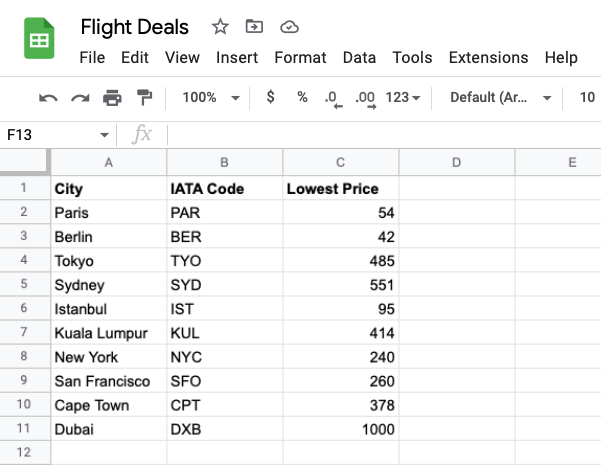 Flight Deals
File Edit View Insert Format Data Tools Extensions Help
100% $ % .0 .00 123 Default (Ar... 10
F13 fx
A B C D E
1 City IATA Code Lowest Price
2 Paris PAR 54
3 Berlin BER 42
4 Tokyo TYO 485
5 Sydney SYD 551
6 Istanbul IST 95
7 Kuala Lumpur KUL 414
8 New York NYC 240
9 San Francisco SFO 260
10 Cape Town CPT 378
11 Dubai DXB 1000
12